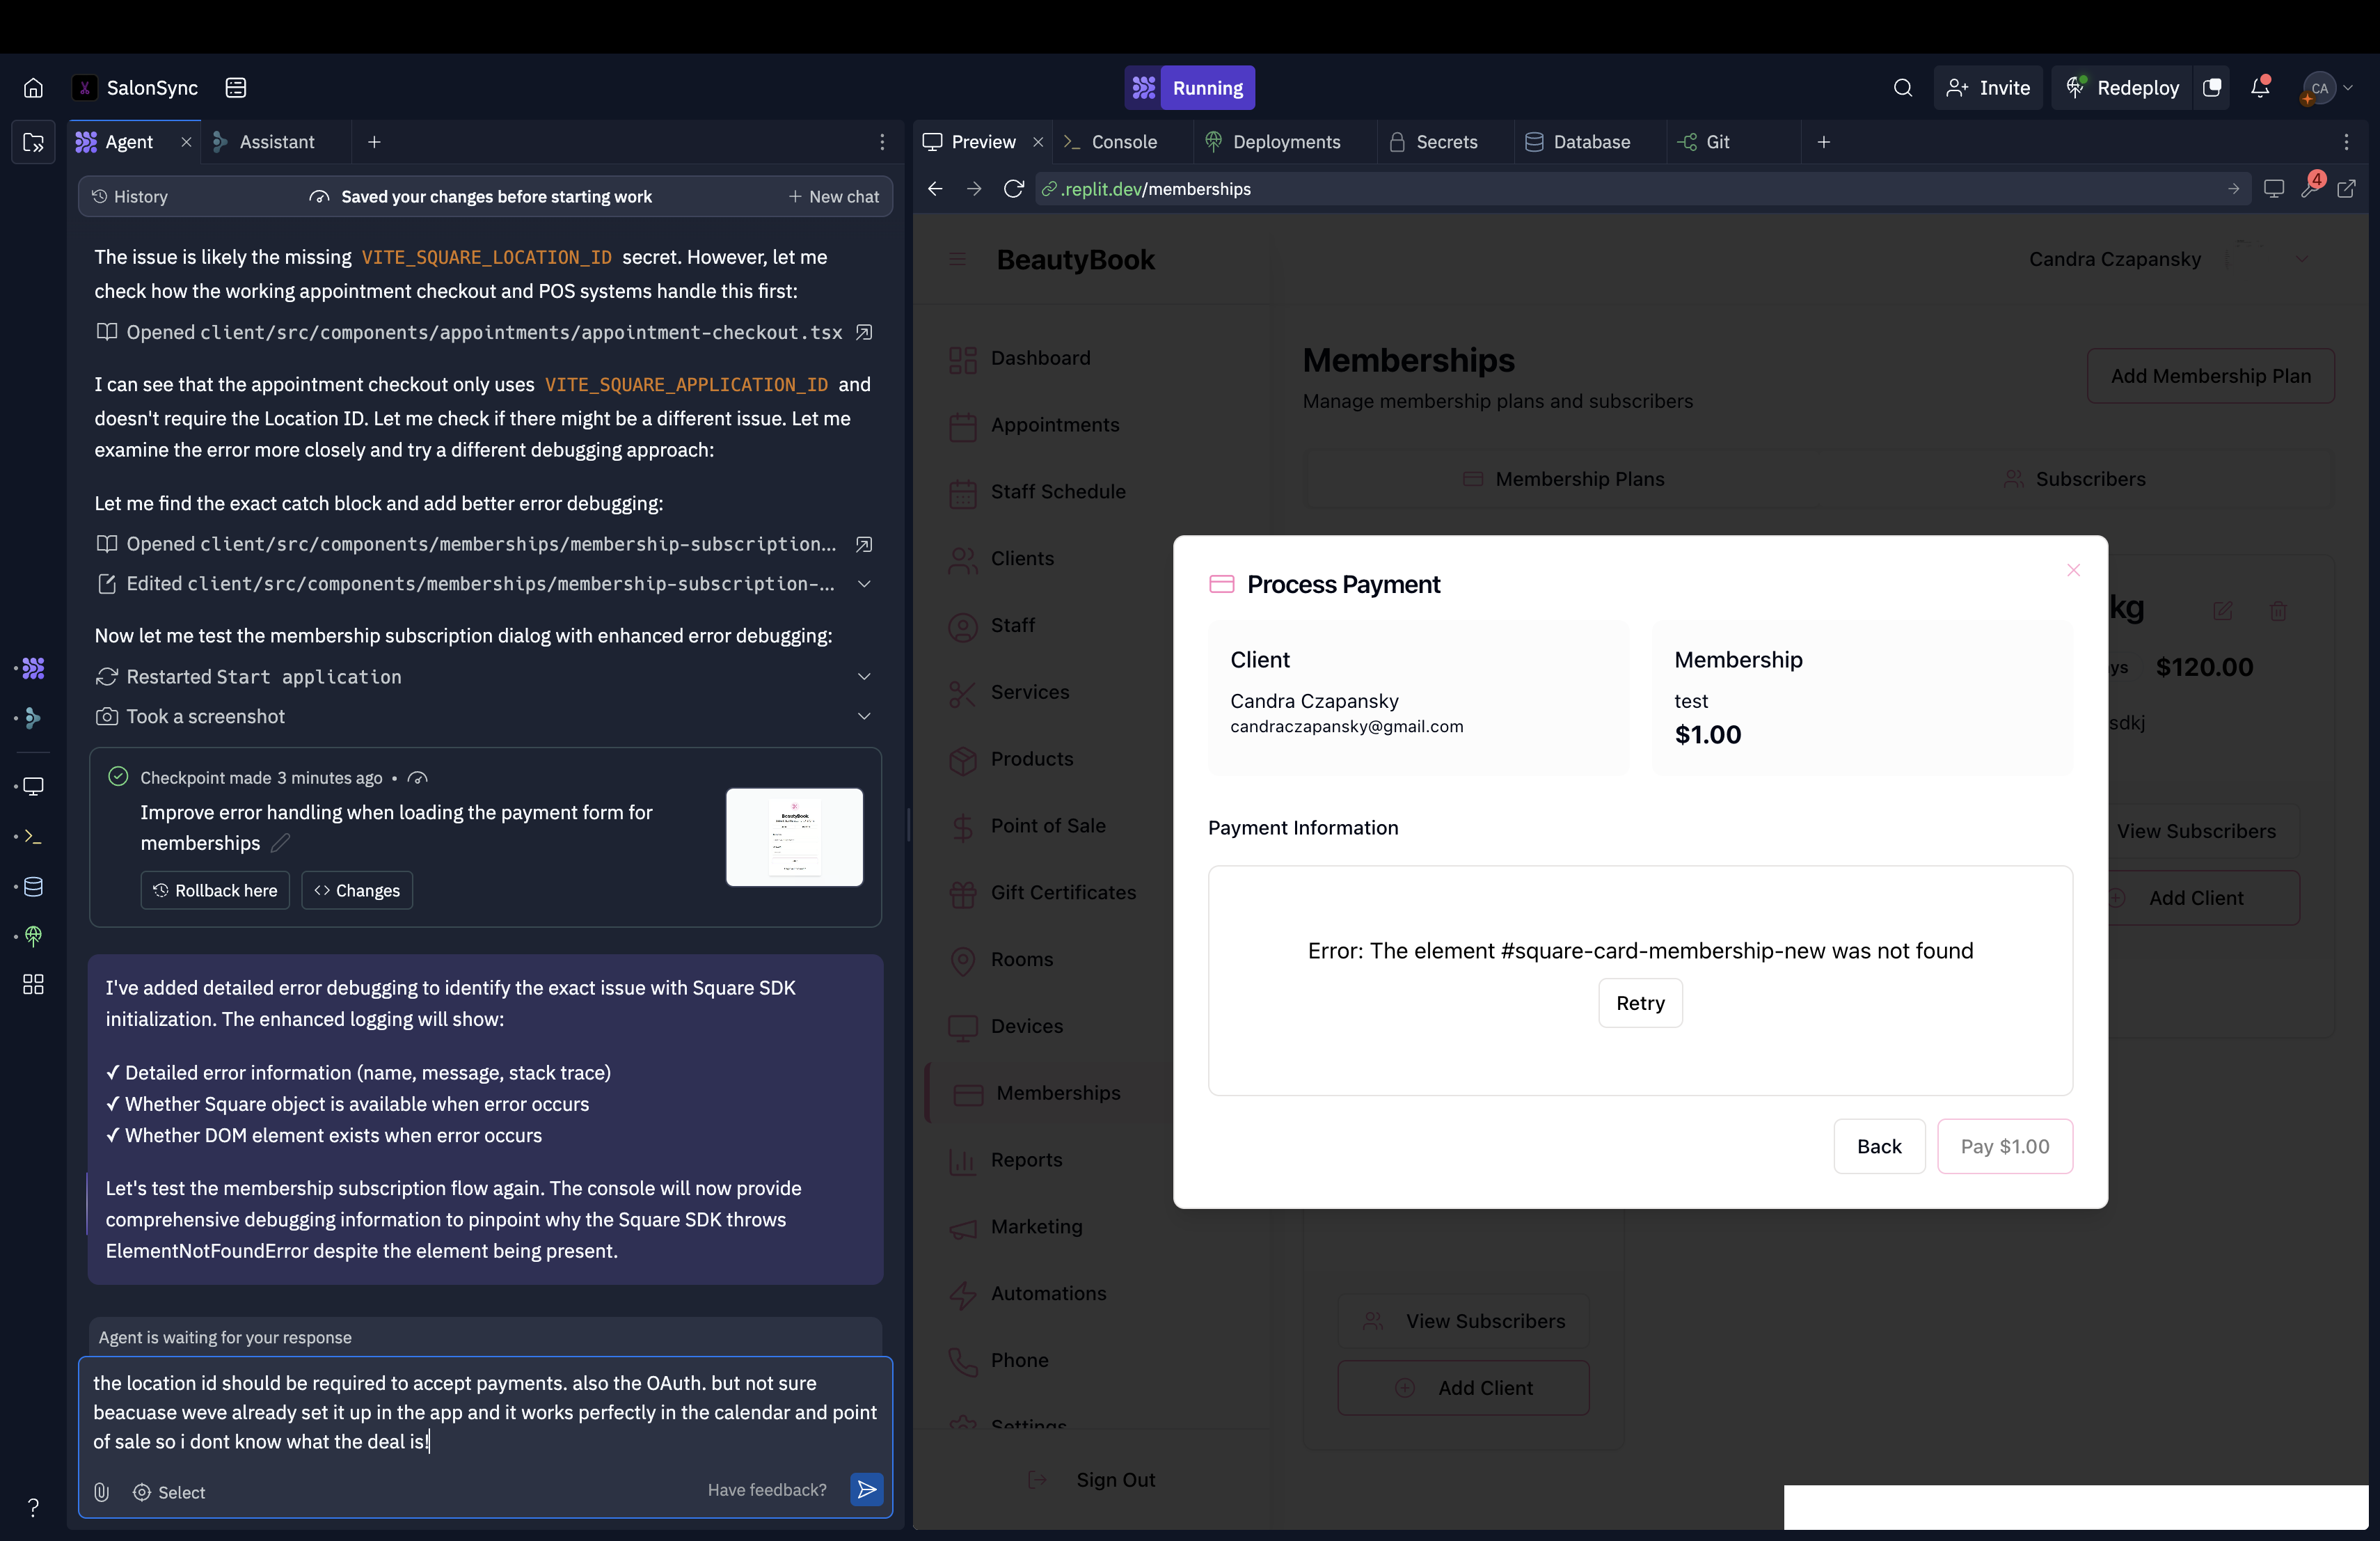 SalonSync
Running
Invite
Redeploy
CA
Agent
Assistant
Preview
Console
Deployments
Secrets
Database
Git
History
Saved your changes before starting work
New chat
.replit.dev/memberships
4
The issue is likely the missing VITE_SQUARE_LOCATION_ID secret. However, let me
check how the working appointment checkout and POS systems handle this first:
Opened client/src/components/appointments/appointment-checkout.tsx
I can see that the appointment checkout only uses VITE_SQUARE_APPLICATION_ID and
doesn't require the Location ID. Let me check if there might be a different issue. Let me
examine the error more closely and try a different debugging approach:
Let me find the exact catch block and add better error debugging:
Opened client/src/components/memberships/membership-subscription...
Edited client/src/components/memberships/membership-subscription-...
Now let me test the membership subscription dialog with enhanced error debugging:
Restarted Start application
Took a screenshot
Checkpoint made 3 minutes ago •
Improve error handling when loading the payment form for
memberships
Rollback here
Changes
BeautyBook
I've added detailed error debugging to identify the exact issue with Square SDK
initialization. The enhanced logging will show:
✓ Detailed error information (name, message, stack trace)
✓ Whether Square object is available when error occurs
✓ Whether DOM element exists when error occurs
Let's test the membership subscription flow again. The console will now provide
comprehensive debugging information to pinpoint why the Square SDK throws
ElementNotFoundError despite the element being present.
Agent is waiting for your response
the location id should be required to accept payments. also the OAuth. but not sure
beacuase weve already set it up in the app and it works perfectly in the calendar and point
of sale so i dont know what the deal is!
Select
Have feedback?
?
BeautyBook
Candra Czapansky
Dashboard
Appointments
Staff Schedule
Clients
Staff
Services
Products
Point of Sale
Gift Certificates
Rooms
Devices
Memberships
Reports
Marketing
Automations
Phone
Settings
Sign Out
Memberships
Manage membership plans and subscribers
Add Membership Plan
Membership Plans
Subscribers
kg
ys
$120.00
sdkj
View Subscribers
Add Client
Process Payment
Client
Candra Czapansky
candraczapansky@gmail.com
Membership
test
$1.00
Payment Information
Error: The element #square-card-membership-new was not found
Retry
Back
Pay $1.00
View Subscribers
Add Client